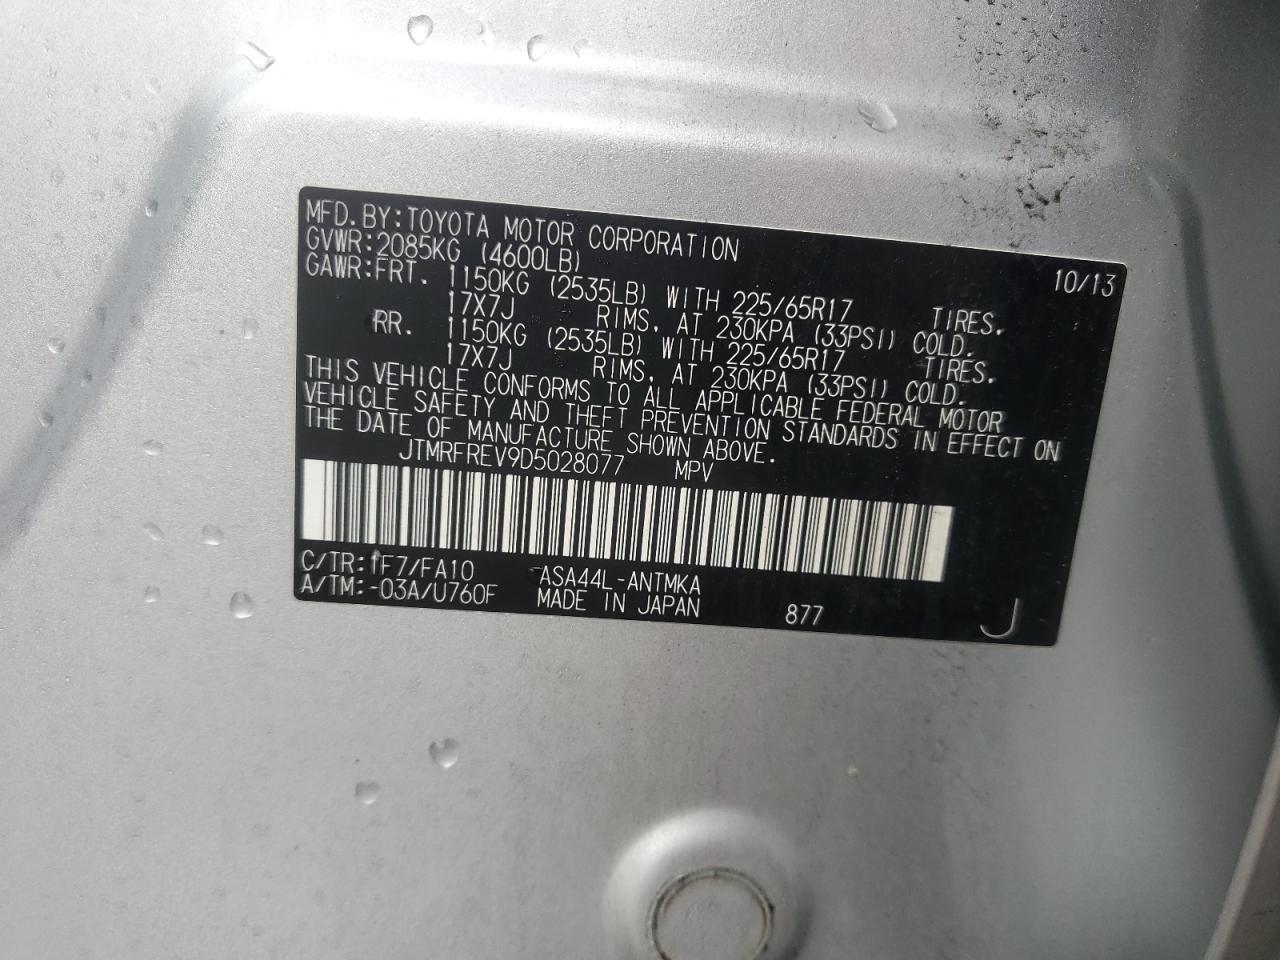 MFD.BY:TOYOTA MOTOR CORPORATION 10/13
GVWR:2085KG (4600LB)
GAWR:FRT. 1150KG (2535LB) WITH 225/65R17 TIRES.
17X7J RIMS, AT 230KPA (33PSI) COLD.
RR. 1150KG (2535LB) WITH 225/65R17 TIRES.
17X7J RIMS, AT 230KPA (33PSI) COLD.
THIS VEHICLE CONFORMS TO ALL APPLICABLE FEDERAL MOTOR
VEHICLE SAFETY AND THEFT PREVENTION STANDARDS IN EFFECT ON
THE DATE OF MANUFACTURE SHOWN ABOVE.
JTMRFREV9D5028077 MPV
C/TR:1F7/FA10 ASA44L-ANTMKA
A/TM:-03A/U760F MADE IN JAPAN 877 J